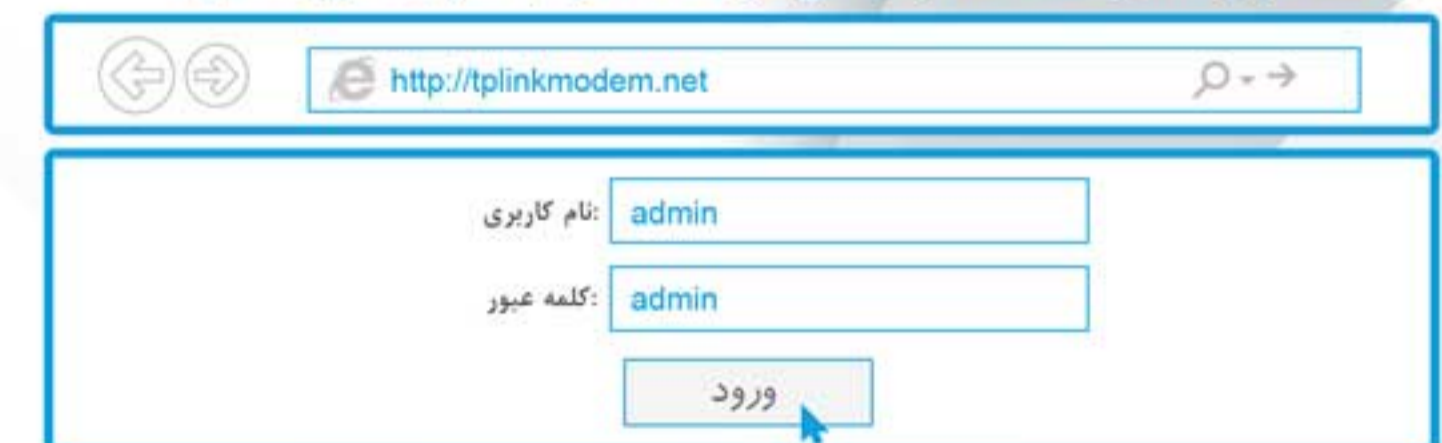 http://tplinkmodem.net
نام کاربری:
admin
کلمه عبور:
admin
ورود